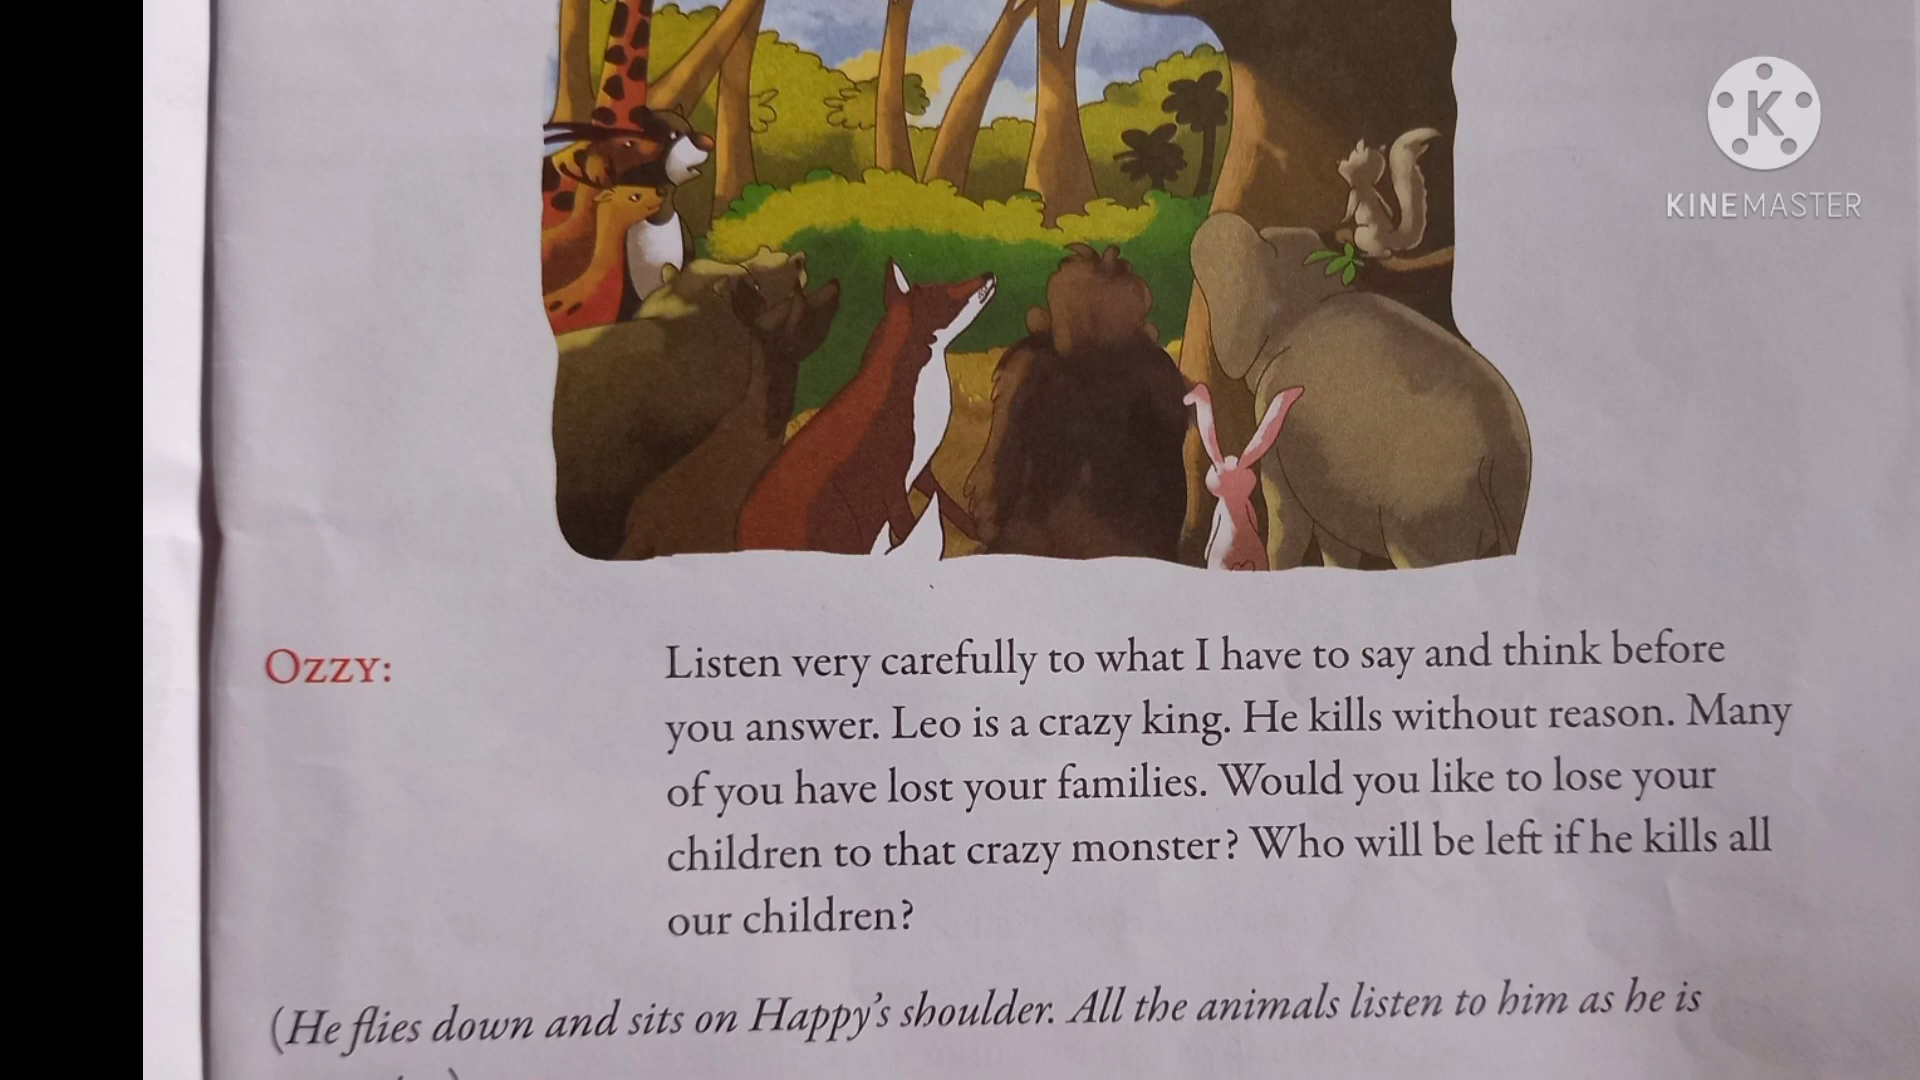 K
KINEMASTER
OZZY: Listen very carefully to what I have to say and think before
you answer. Leo is a crazy king. He kills without reason. Many
of you have lost your families. Would you like to lose your
children to that crazy monster? Who will be left if he kills all
our children?
(He flies down and sits on Happy's shoulder. All the animals listen to him as he is